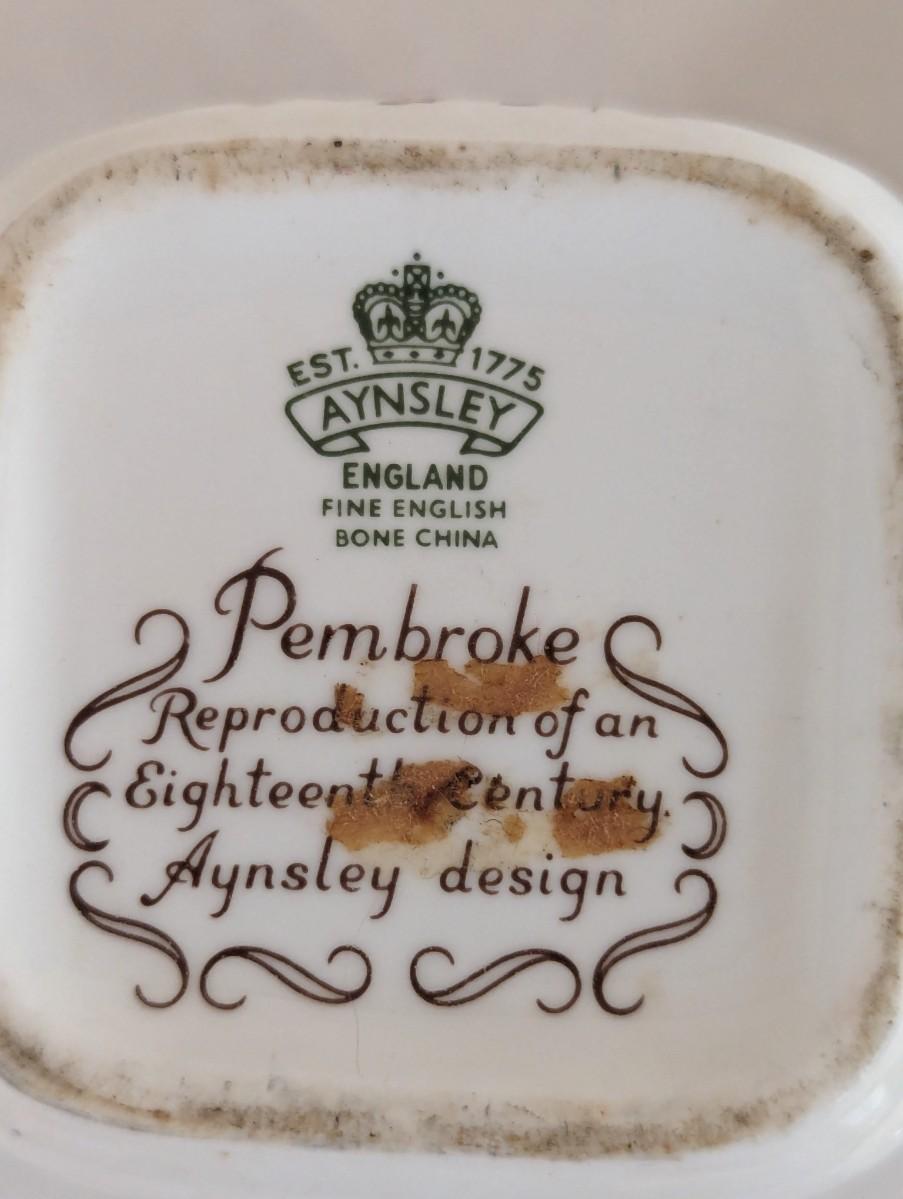 EST. 1775
AYNSLEY
ENGLAND
FINE ENGLISH
BONE CHINA
Pembroke
Reproduction of an
Eighteenth Century.
Aynsley design